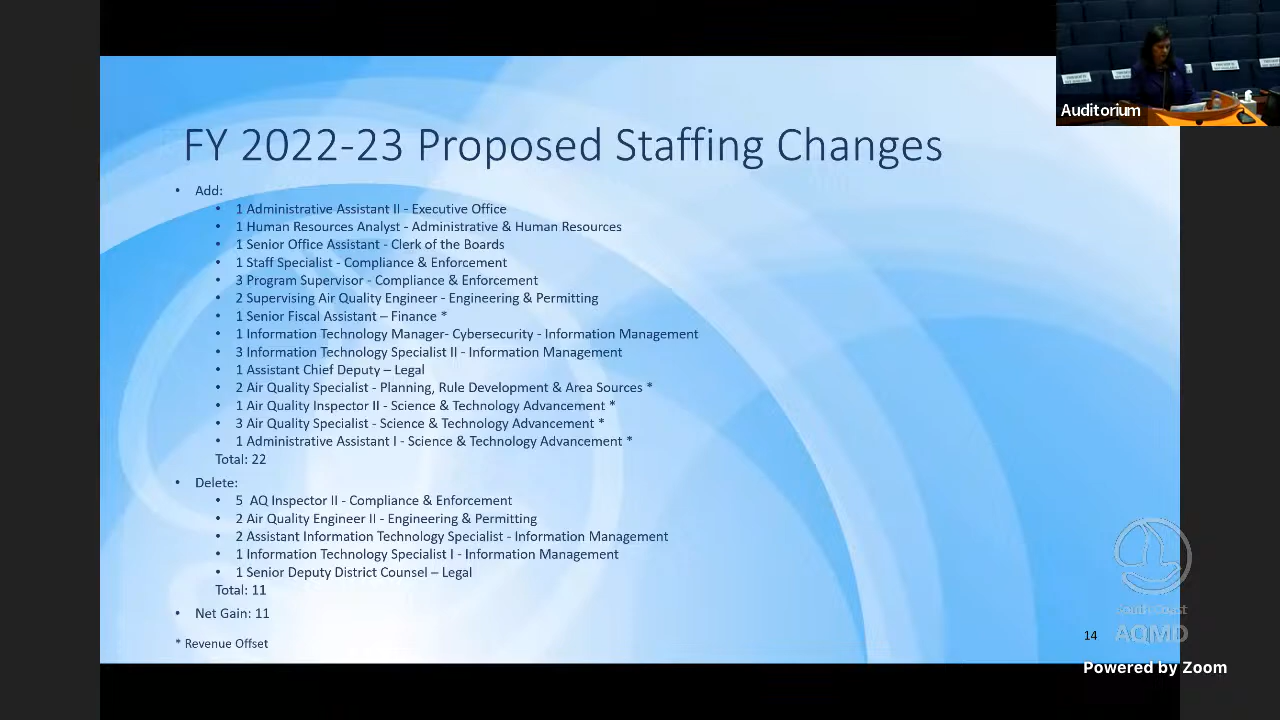 Auditorium
FY 2022-23 Proposed Staffing Changes
• Add:
• 1 Administrative Assistant II - Executive Office
• 1 Human Resources Analyst - Administrative & Human Resources
• 1 Senior Office Assistant - Clerk of the Boards
• 1 Staff Specialist - Compliance & Enforcement
• 3 Program Supervisor - Compliance & Enforcement
• 2 Supervising Air Quality Engineer - Engineering & Permitting
• 1 Senior Fiscal Assistant – Finance *
• 1 Information Technology Manager- Cybersecurity - Information Management
• 3 Information Technology Specialist II - Information Management
• 1 Assistant Chief Deputy – Legal
• 2 Air Quality Specialist - Planning, Rule Development & Area Sources *
• 1 Air Quality Inspector II - Science & Technology Advancement *
• 3 Air Quality Specialist - Science & Technology Advancement *
• 1 Administrative Assistant I - Science & Technology Advancement *
Total: 22
• Delete:
• 5 AQ Inspector II - Compliance & Enforcement
• 2 Air Quality Engineer II - Engineering & Permitting
• 2 Assistant Information Technology Specialist - Information Management
• 1 Information Technology Specialist I - Information Management
• 1 Senior Deputy District Counsel – Legal
Total: 11
• Net Gain: 11
* Revenue Offset
South Coast
14 AQMD
Powered by Zoom